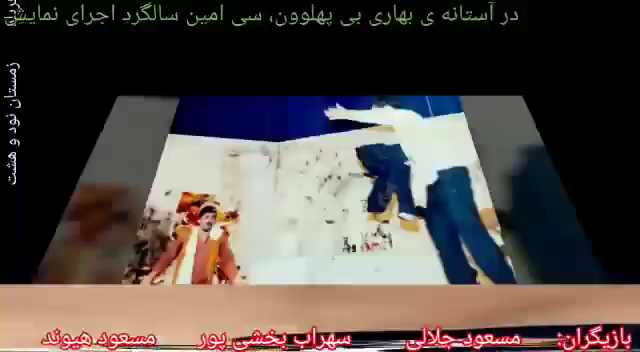 در آستانه ی بهاری بی پهلوون، سی امین سالگرد اجرای نمایش
زمستان نود و هشت
بازیگران: مسعود جلالی سهراب بخشی پور مسعود هیوند